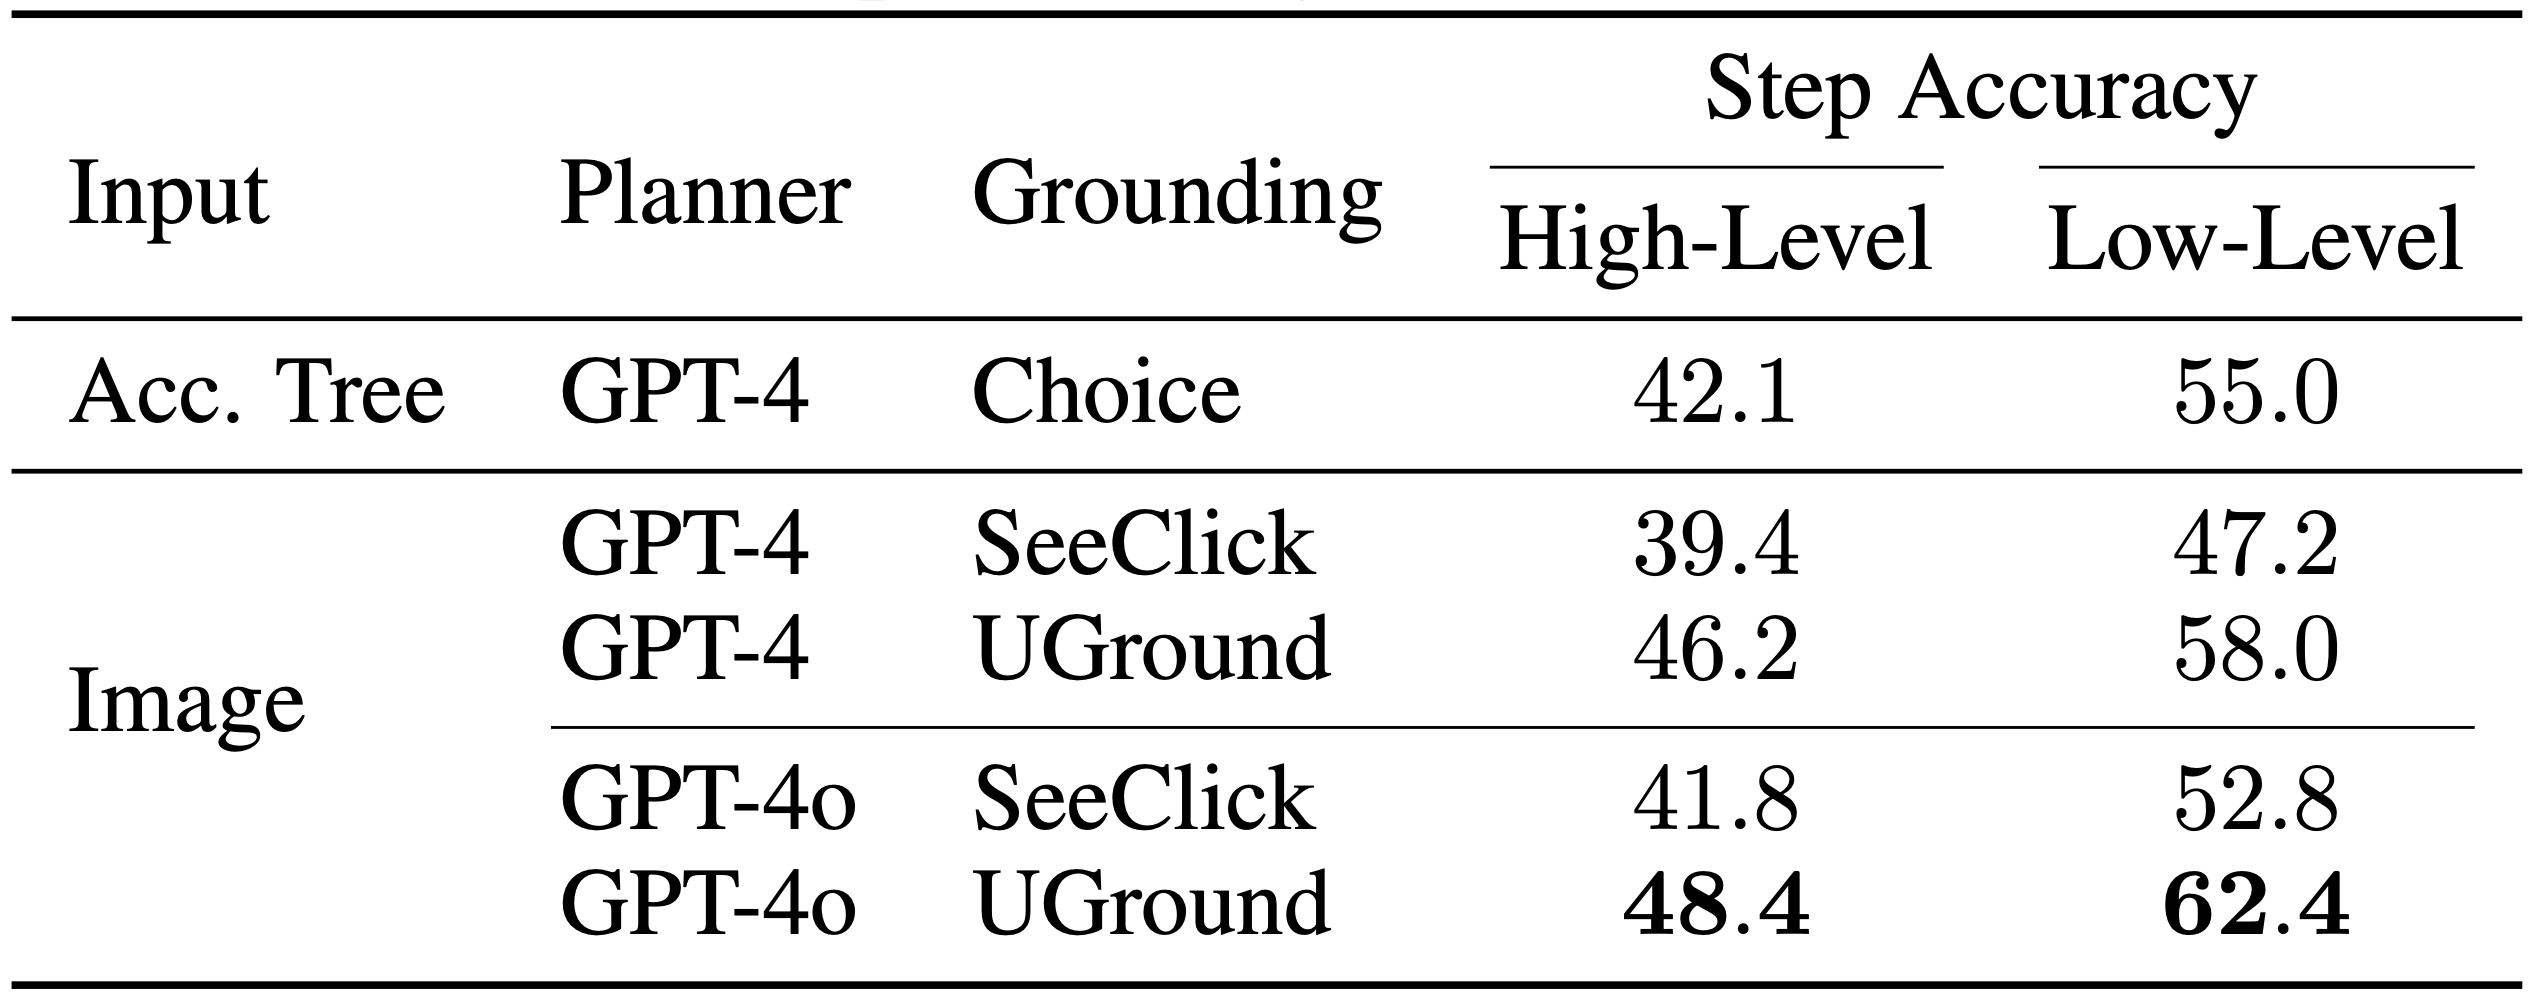 Step Accuracy
Input Planner Grounding High-Level Low-Level
Acc. Tree GPT-4 Choice 42.1 55.0
Image
GPT-4 SeeClick 39.4 47.2
GPT-4 UGround 46.2 58.0
GPT-4o SeeClick 41.8 52.8
GPT-4o UGround 48.4 62.4